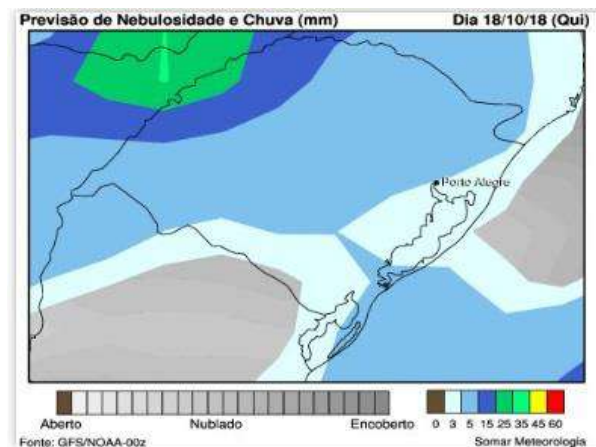 Previsão de Nebulosidade e Chuva (mm) Dia 18/10/18 (Qui)
Porto Alegre
Aberto Nublado Encoberto 0 3 5 15 25 35 45 60
Fonte: GFS/NOAA-00z Somar Meteorologia